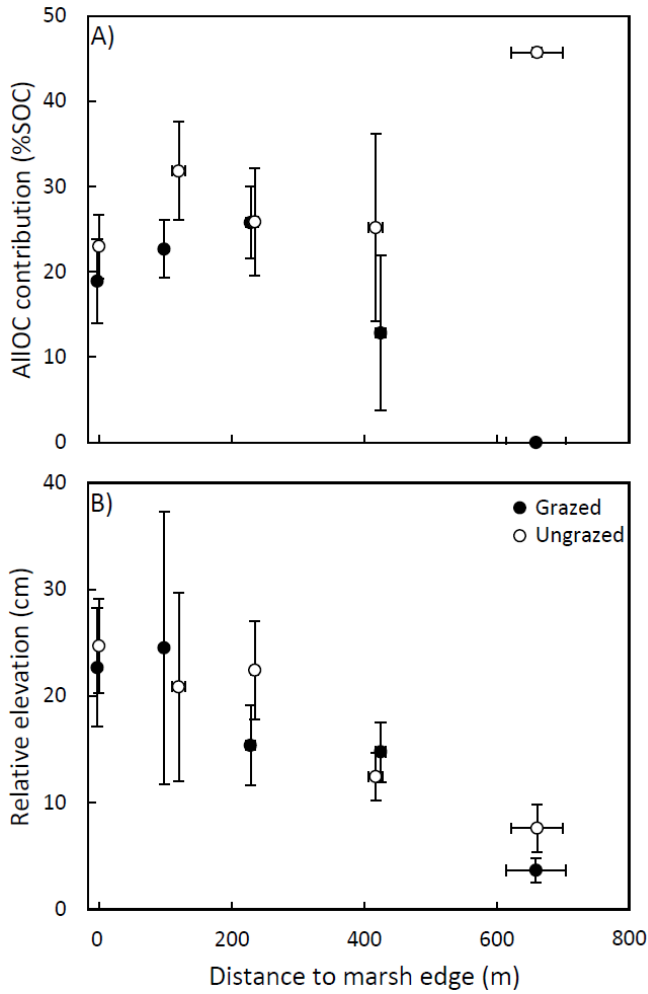 A)
AllOC contribution (%SOC)
50
40
30
20
10
0
B)
Relative elevation (cm)
40
30
20
10
0
Grazed
Ungrazed
0 200 400 600 800
Distance to marsh edge (m)